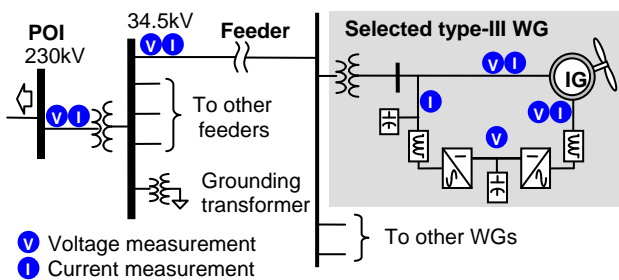 34.5kV
POI
230kV
V I
Feeder
Selected type-III WG
V I
IG
V I
I
V I
V
To other
feeders
Grounding
transformer
To other WGs
V Voltage measurement
I Current measurement